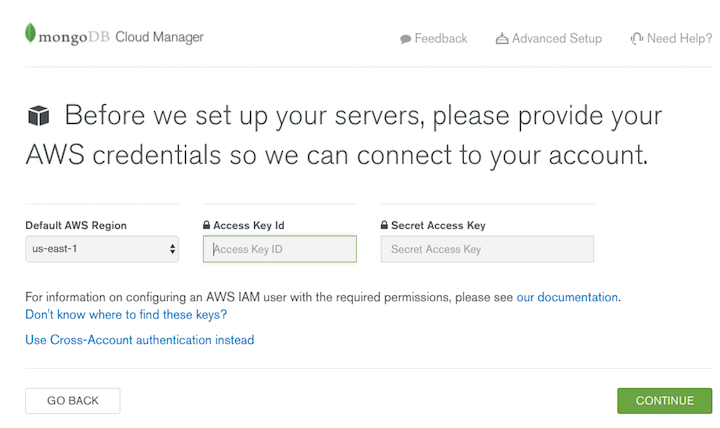 mongoDB Cloud Manager
Feedback
Advanced Setup
Need Help?
Before we set up your servers, please provide your
AWS credentials so we can connect to your account.
Default AWS Region
Access Key Id
Secret Access Key
us-east-1
Access Key ID
Secret Access Key
For information on configuring an AWS IAM user with the required permissions, please see our documentation.
Don't know where to find these keys?
Use Cross-Account authentication instead
GO BACK
CONTINUE